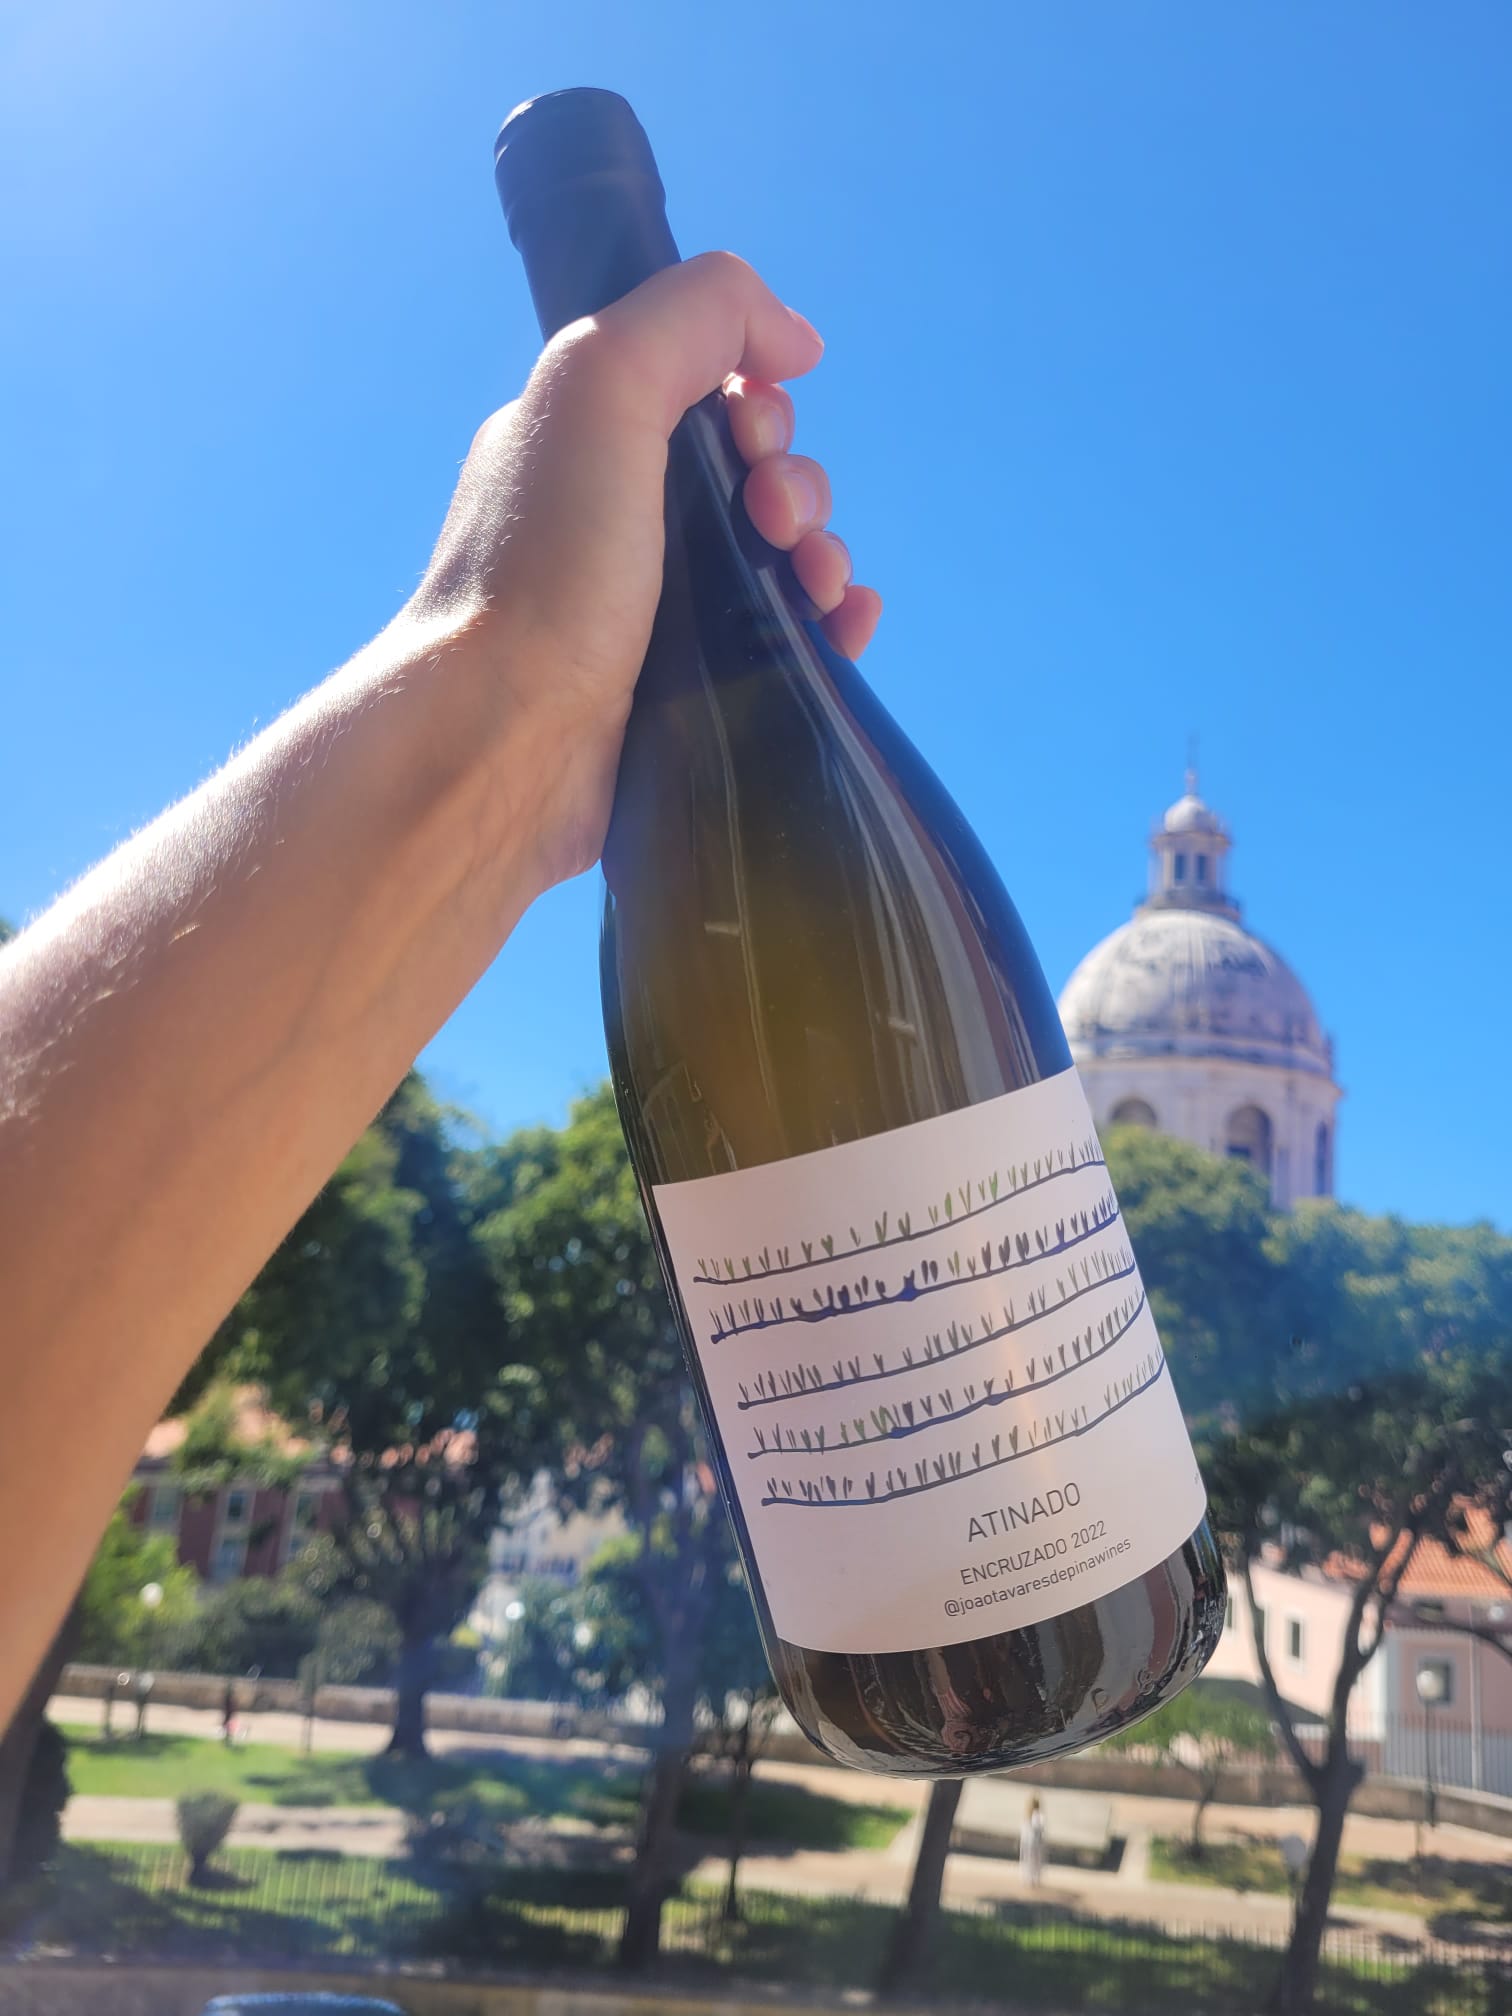 ATINADO
ENCRUZADO 2022
@joaotavaresdepinawines